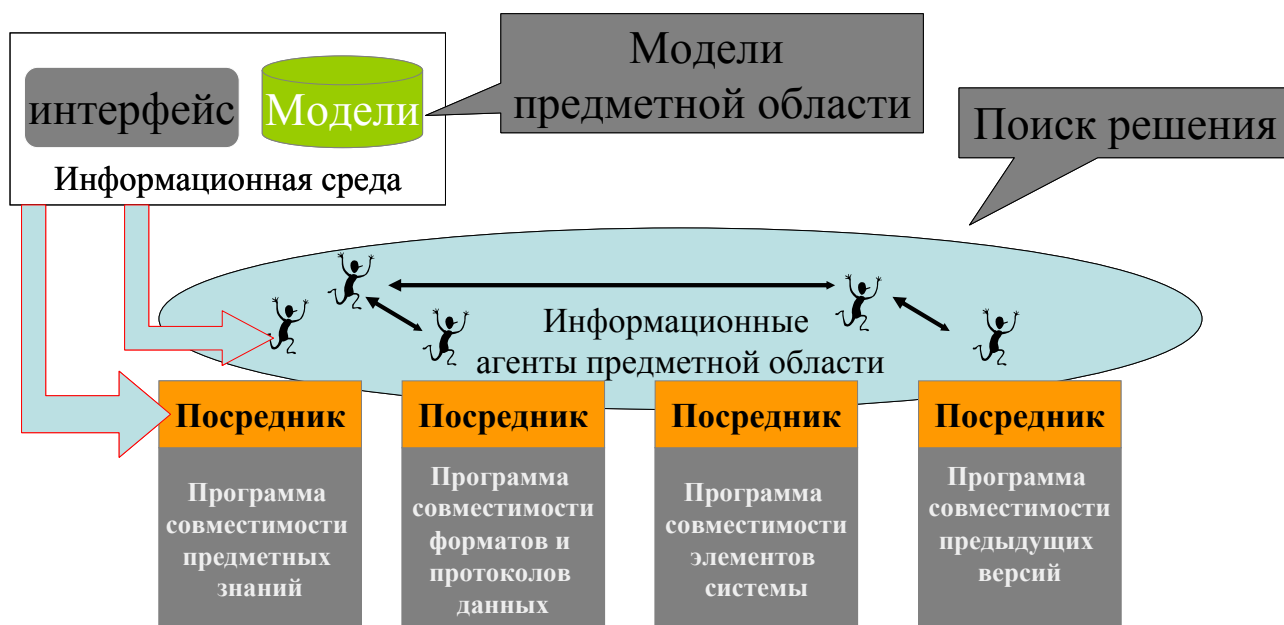 Модели
предметной области
Поиск решения
интерфейс
Модели
Информационная среда
Информационные
агенты предметной области
Посредник
Программа
совместимости
предметных
знаний
Посредник
Программа
совместимости
форматов и
протоколов
данных
Посредник
Программа
совместимости
элементов
системы
Посредник
Программа
совместимости
предыдущих
версий